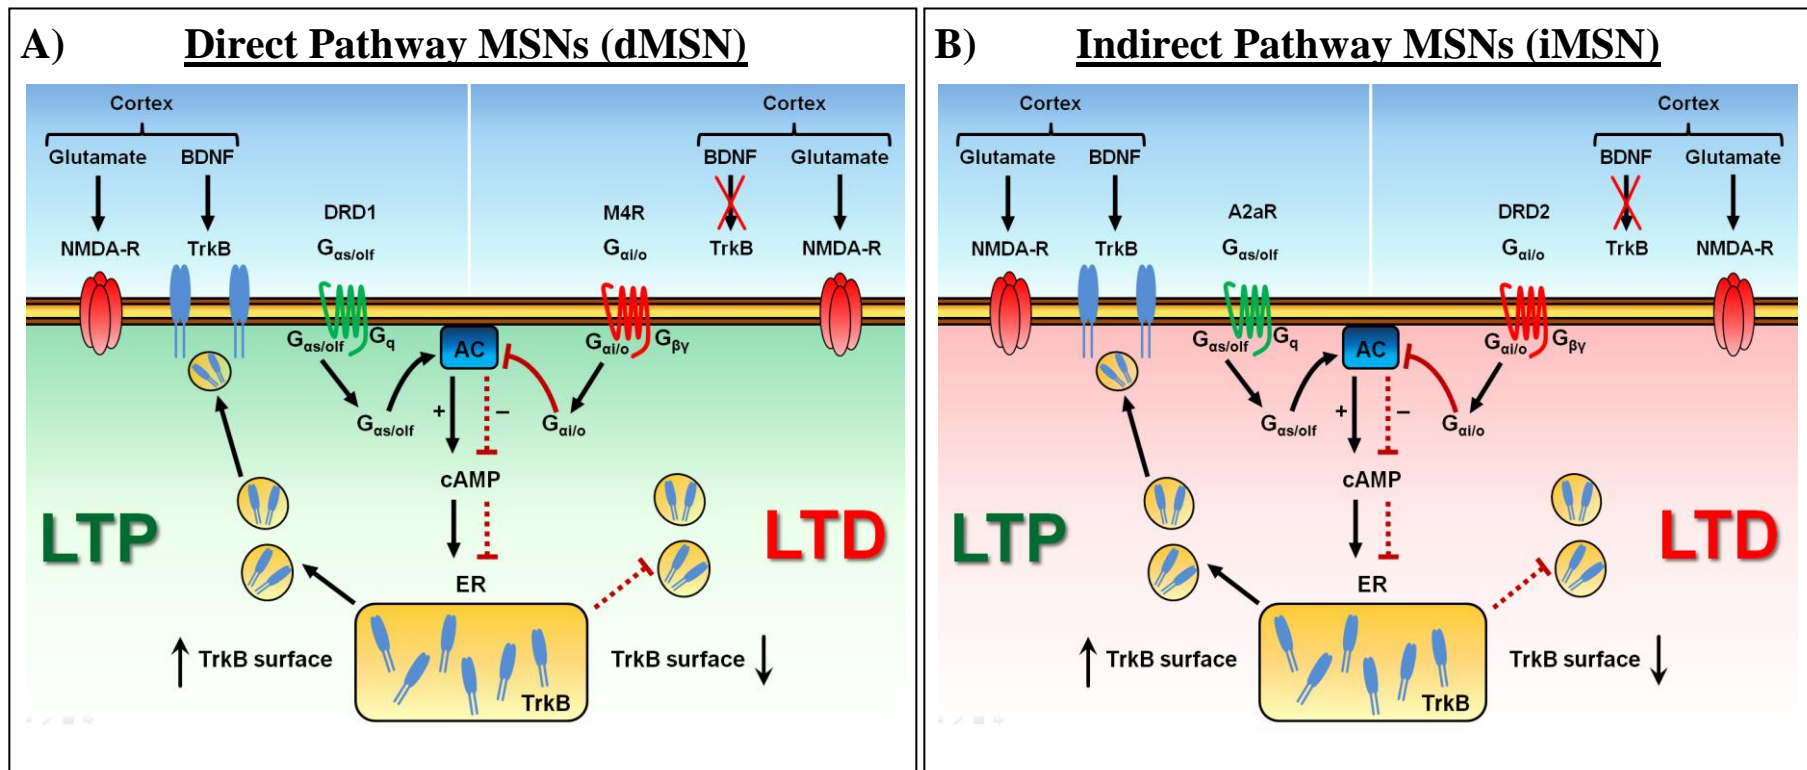 A) Direct Pathway MSNs (dMSN)
Cortex
Cortex
Glutamate BDNF
BDNF Glutamate
DRD1
M4R
NMDA-R TrkB Gαs/olf
Gαi/o TrkB NMDA-R
Gαs/olf Gq AC Gαi/o Gβγ
+ –
Gαs/olf Gαi/o
cAMP
LTP LTD
ER
↑ TrkB surface TrkB surface ↓
TrkB
B) Indirect Pathway MSNs (iMSN)
Cortex
Cortex
Glutamate BDNF
BDNF Glutamate
A2aR
DRD2
NMDA-R TrkB Gαs/olf
Gαi/o TrkB NMDA-R
Gαs/olf Gq AC Gαi/o Gβγ
+ –
Gαs/olf Gαi/o
cAMP
LTP LTD
ER
↑ TrkB surface TrkB surface ↓
TrkB